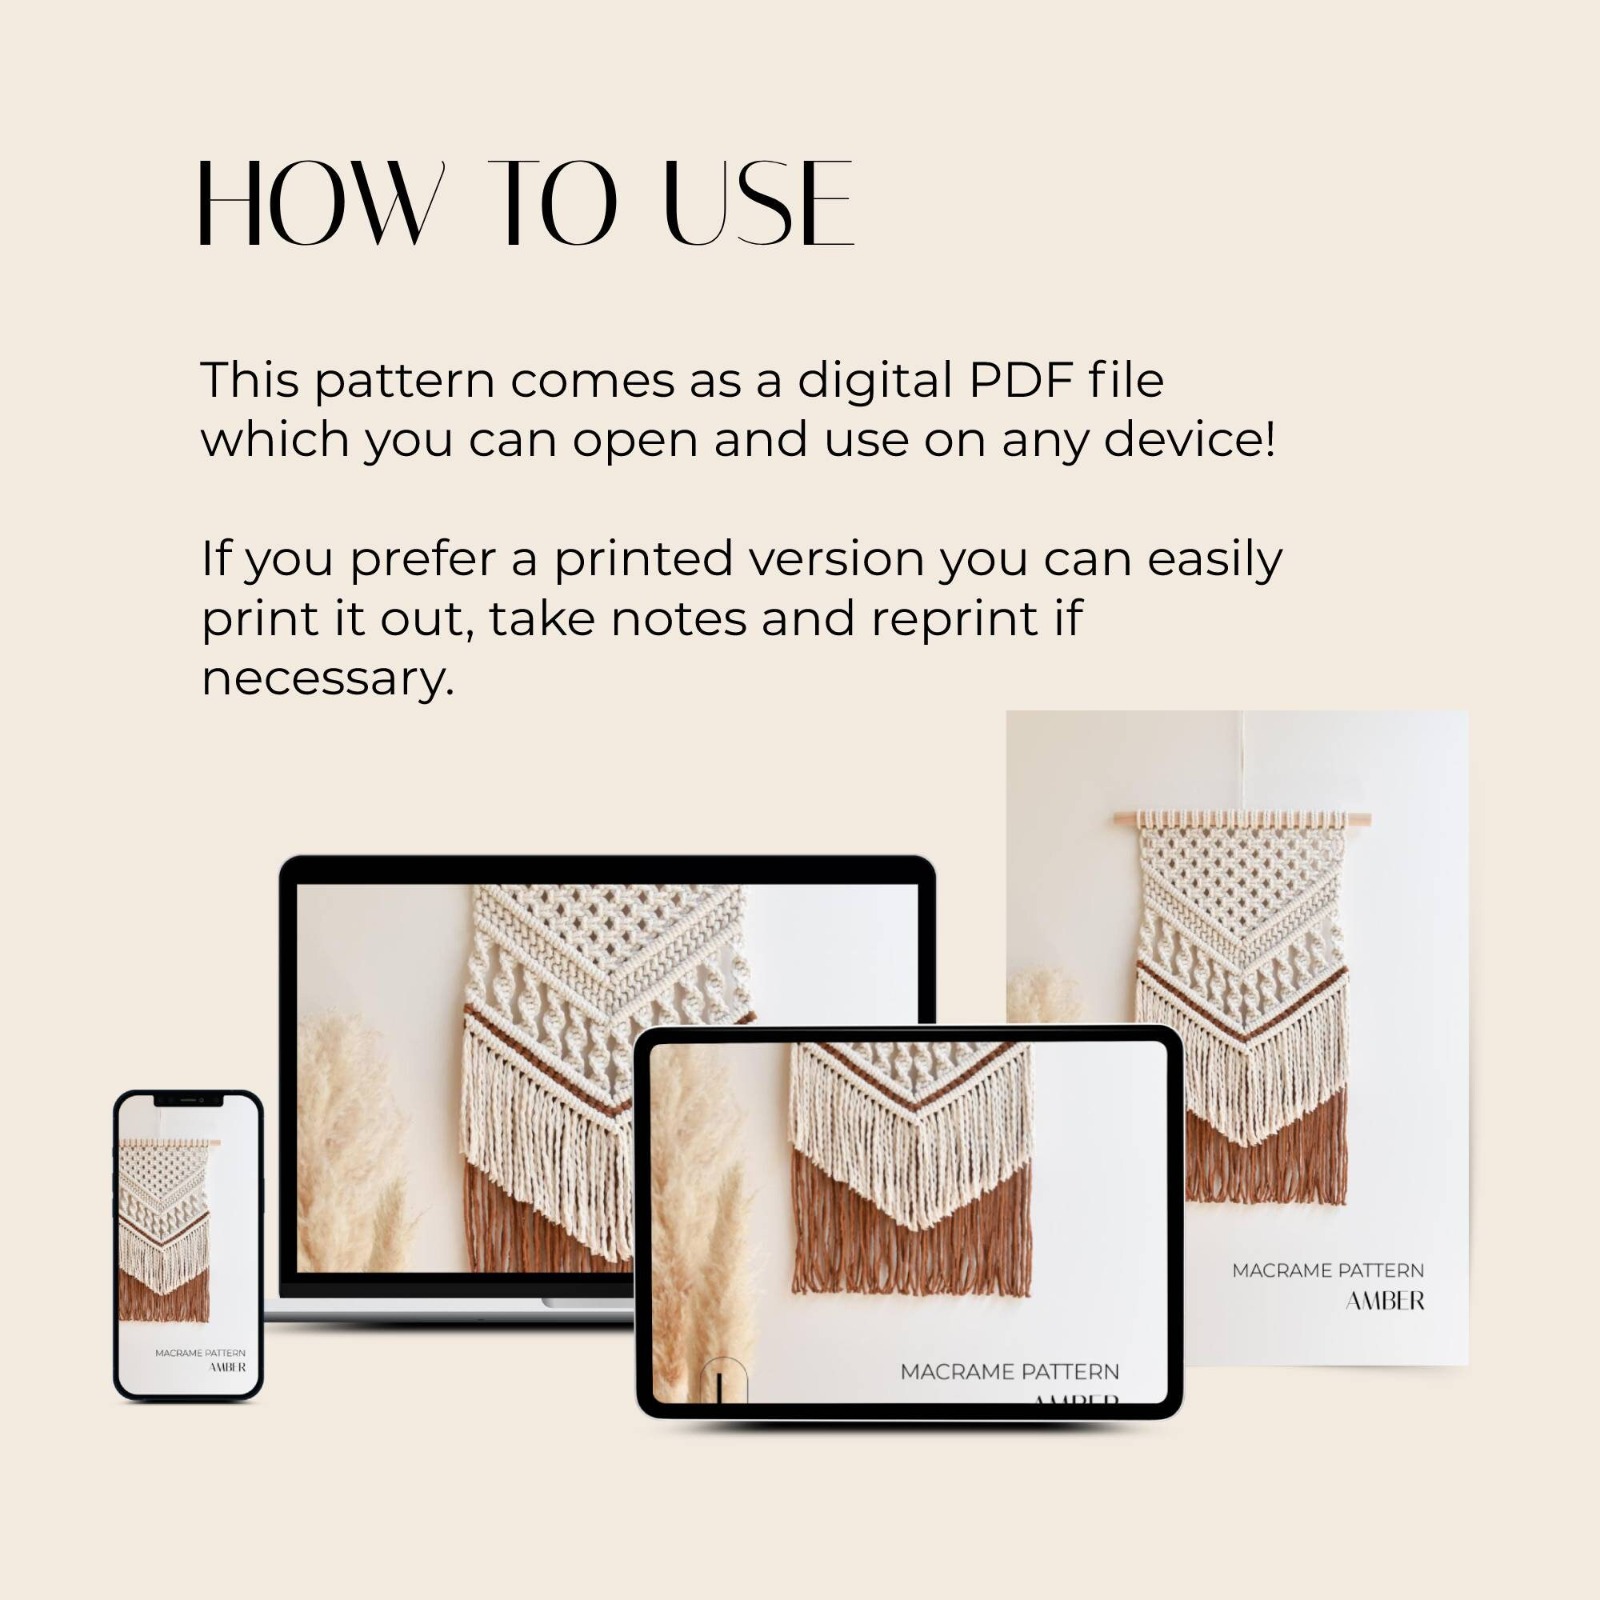 HOW TO USE
This pattern comes as a digital PDF file
which you can open and use on any device!
If you prefer a printed version you can easily
print it out, take notes and reprint if
necessary.
MACRAME PATTERN
AMBER
MACRAME PATTERN
AMBER
MACRAME PATTERN
AMBER